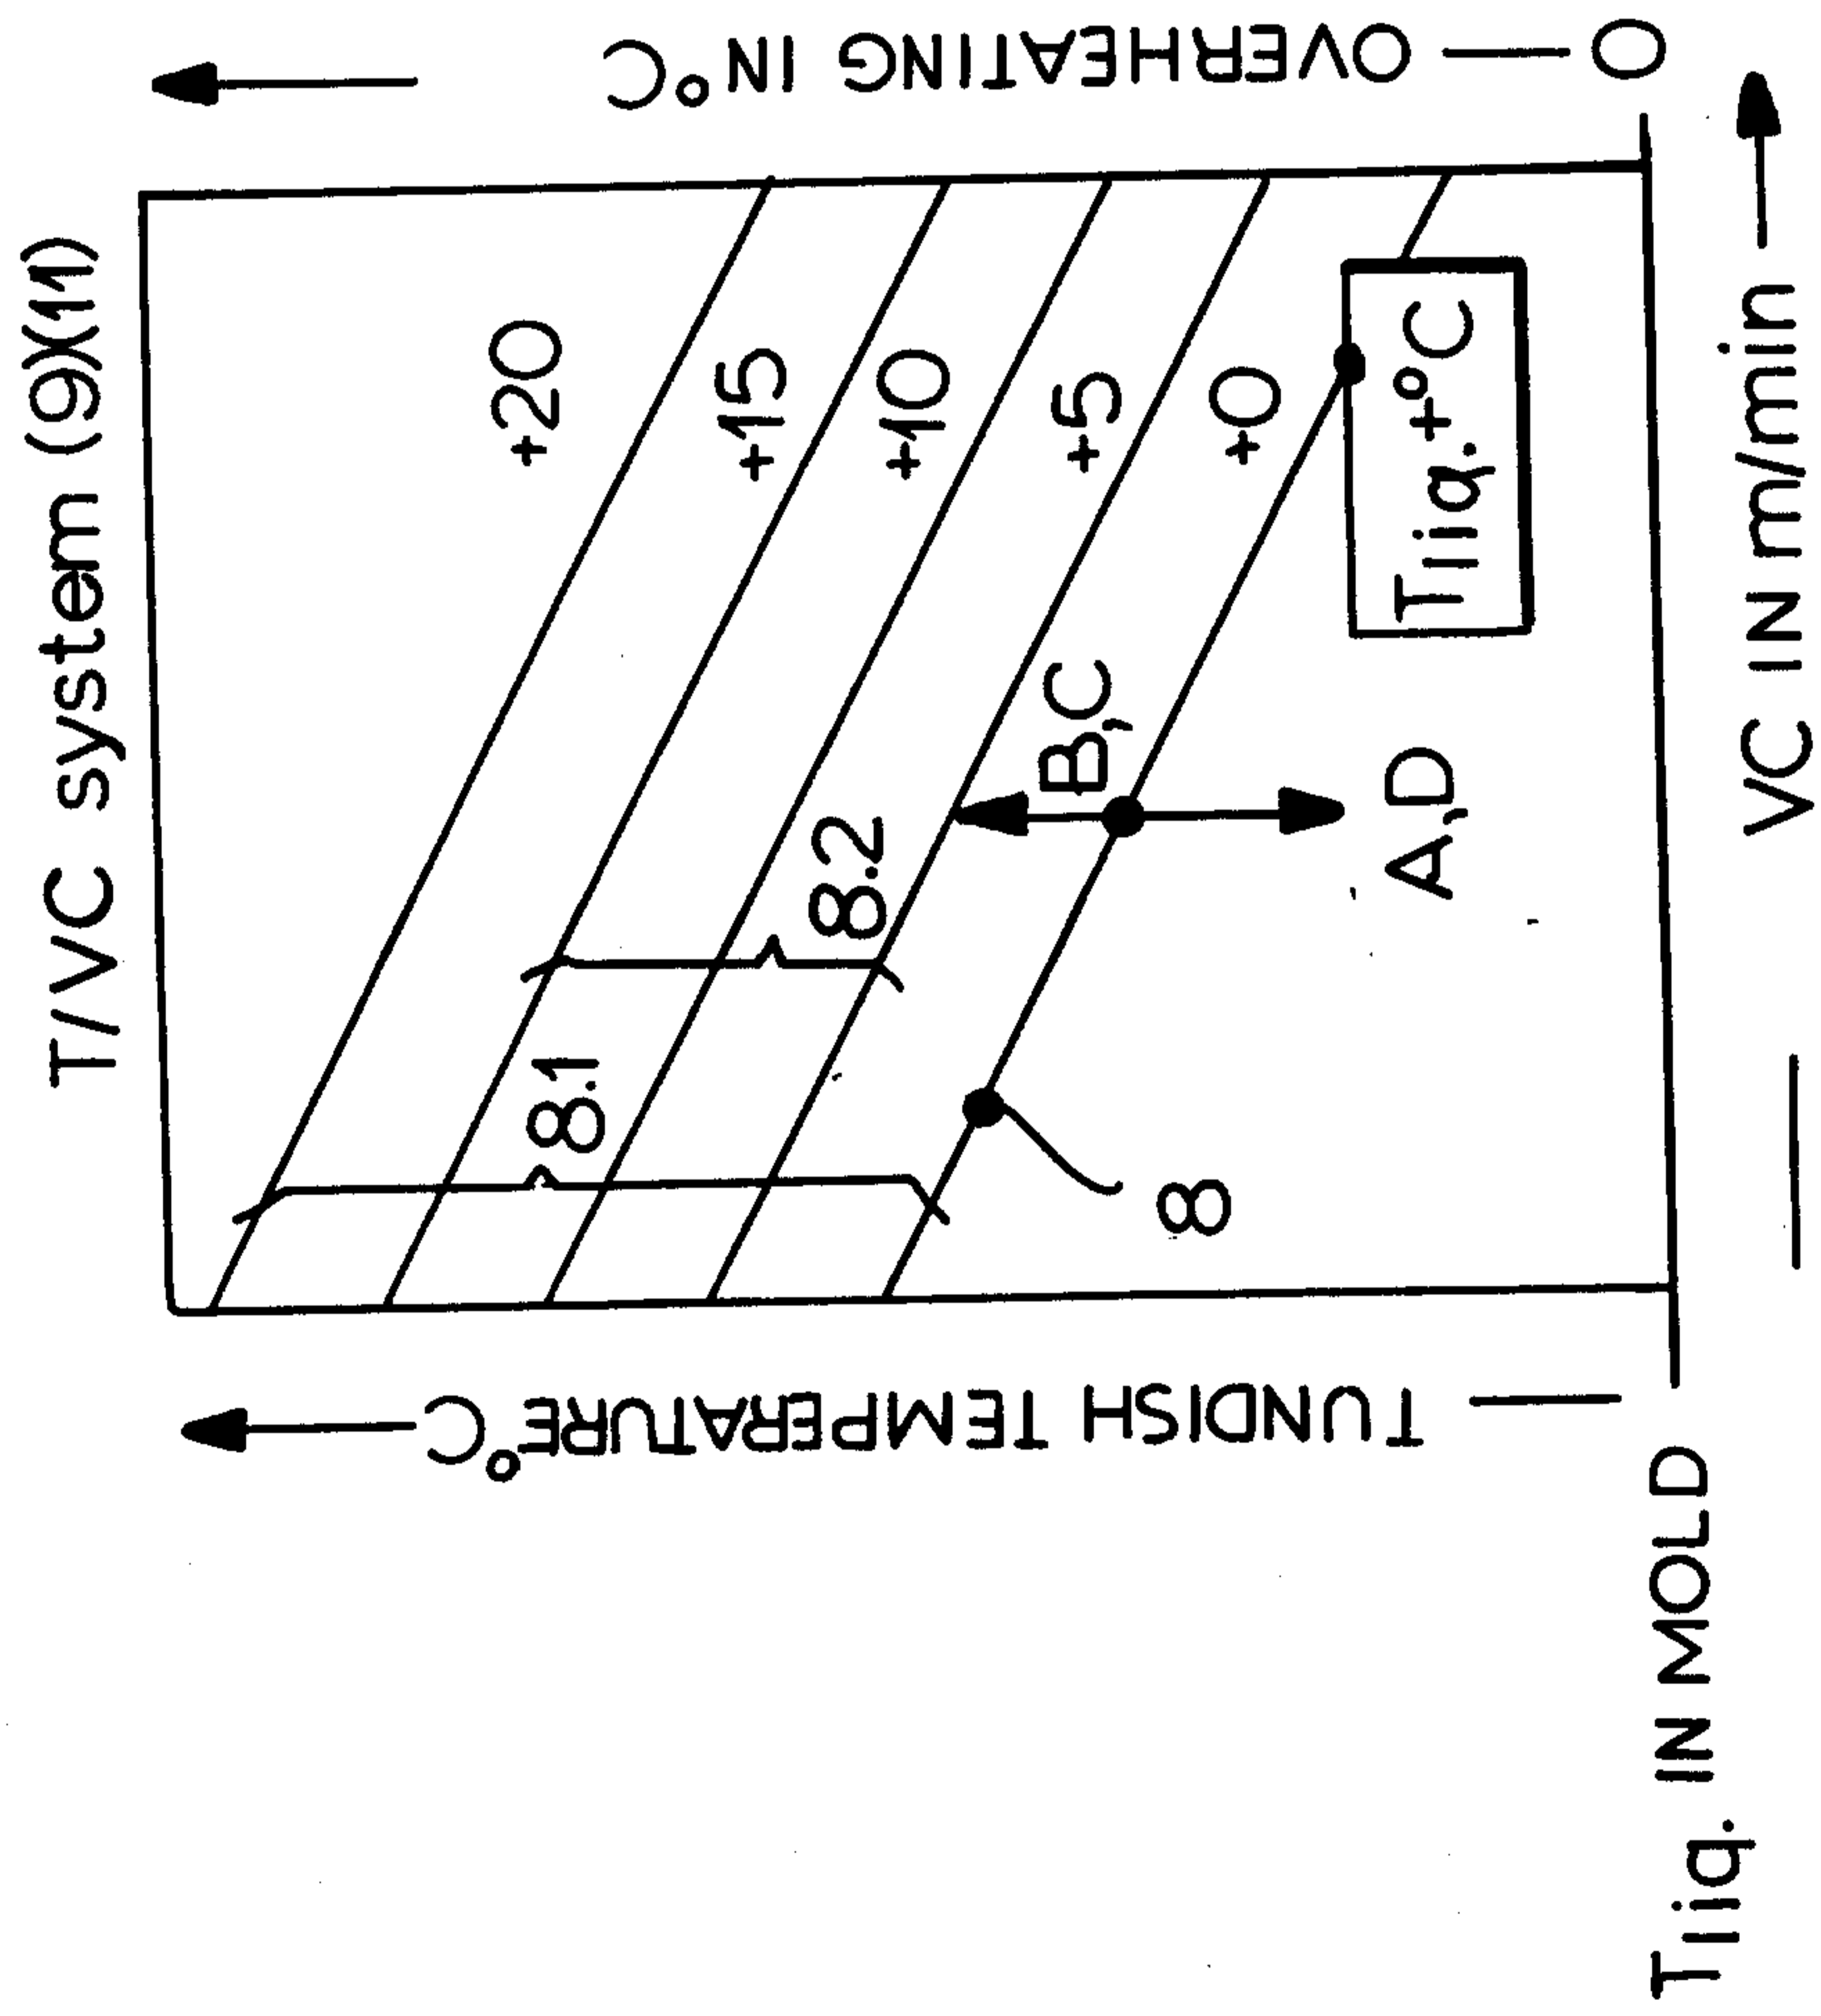 T/VC system (9)(11)
TUNDISH TEMPERATURE °C
OVERHEATING IN °C
O
+20
+15
+10
+5
+0
8.1
8.2
B,C
A,D
8
Tliq.+°C
Tliq. IN MOLD
VC IN m/min